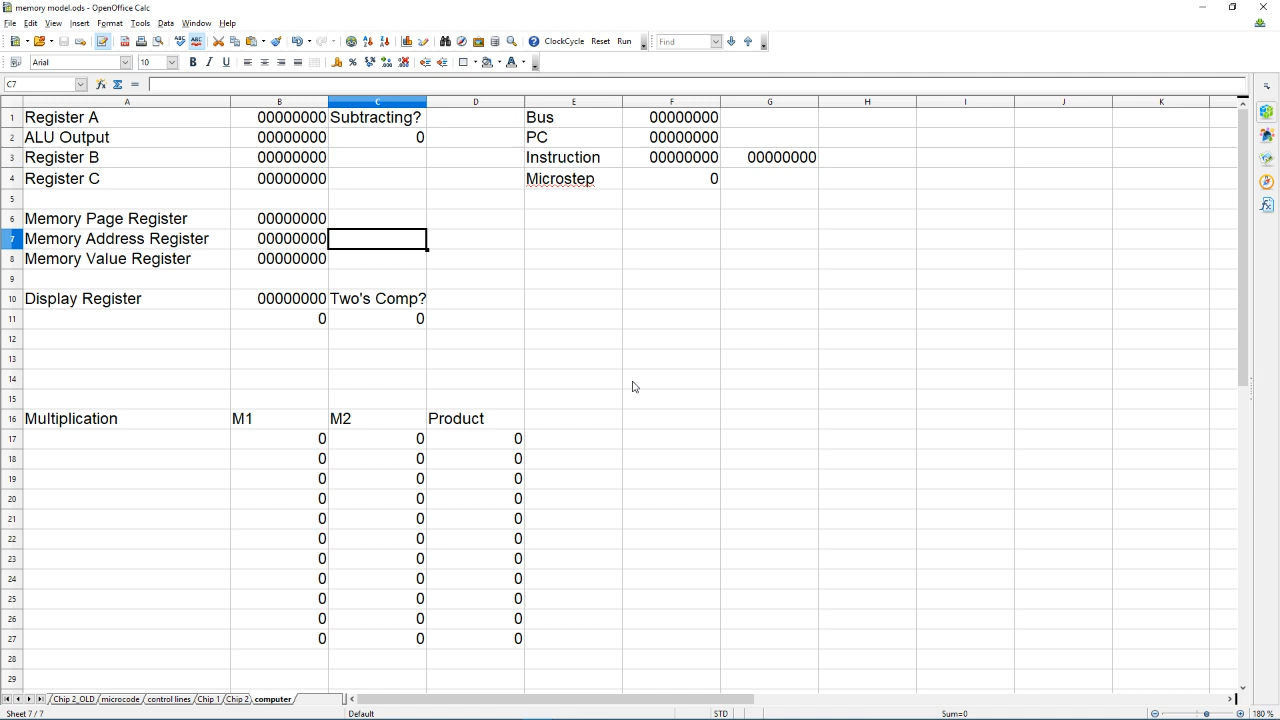 memory model.ods - OpenOffice Calc
File Edit View Insert Format Tools Data Window Help
ClockCycle Reset Run Find
Arial 10
C7
A B C D E F G H I J K
1 Register A 00000000 Subtracting? Bus 00000000
2 ALU Output 00000000 0 PC 00000000
3 Register B 00000000 Instruction 00000000 00000000
4 Register C 00000000 Microstep 0
5
6 Memory Page Register 00000000
7 Memory Address Register 00000000
8 Memory Value Register 00000000
9
10 Display Register 00000000 Two's Comp?
11 0 0
12
13
14
15
16 Multiplication M1 M2 Product
17 0 0 0
18 0 0 0
19 0 0 0
20 0 0 0
21 0 0 0
22 0 0 0
23 0 0 0
24 0 0 0
25 0 0 0
26 0 0 0
27 0 0 0
28
29
Chip 2_OLD microcode control lines Chip 1 Chip 2 computer
Sheet 7 / 7 Default STD Sum=0 180 %